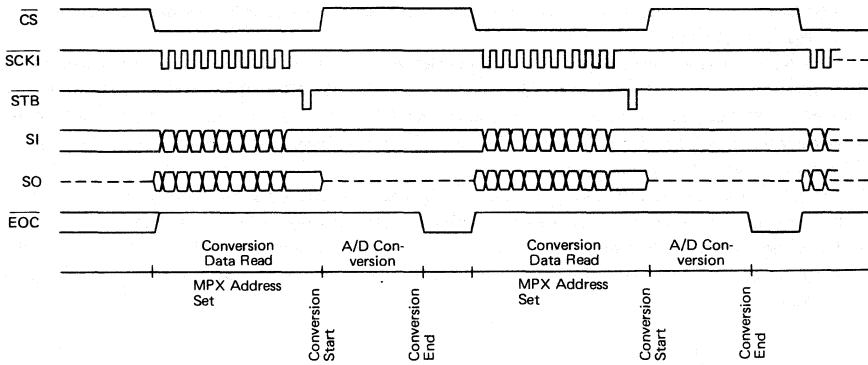 CS
SCKI
STB
SI
SO
EOC
Conversion
Data Read
A/D Con-
version
Conversion
Data Read
A/D Con-
version
MPX Address
Set
MPX Address
Set
Conversion
Start
Conversion
End
Conversion
Start
Conversion
End